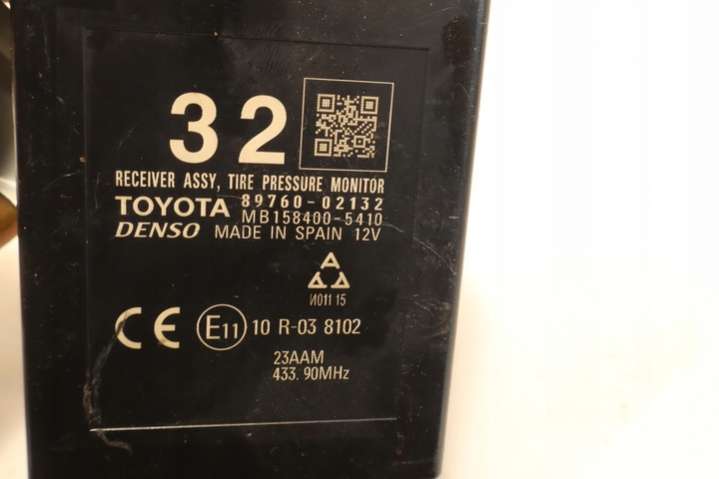 32
RECEIVER ASSY, TIRE PRESSURE MONITOR
TOYOTA 89760-02132
MB158400-5410
DENSO MADE IN SPAIN 12V
И011 15
CE E11 10 R-03 8102
23AAM
433.90MHz